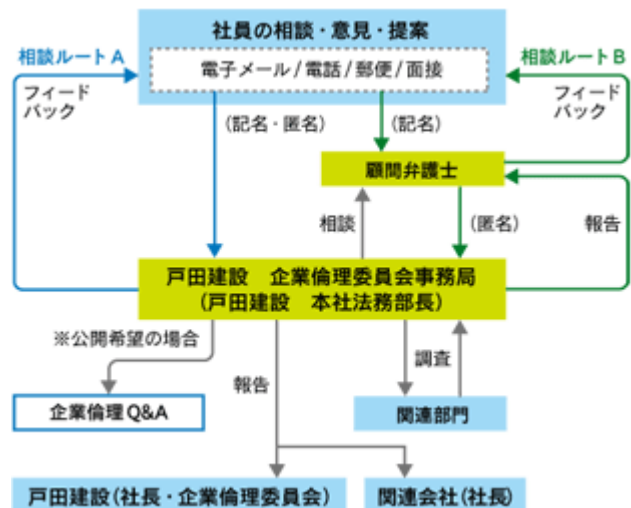 社員の相談・意見・提案
相談ルートA
相談ルートB
電子メール/電話/郵便/面接
フィード
バック
フィード
バック
(記名・匿名)
(記名)
顧問弁護士
相談
(匿名)
報告
戸田建設 企業倫理委員会事務局
(戸田建設 本社法務部長)
※公開希望の場合
調査
報告
企業倫理Q&A
関連部門
戸田建設(社長・企業倫理委員会)
関連会社(社長)